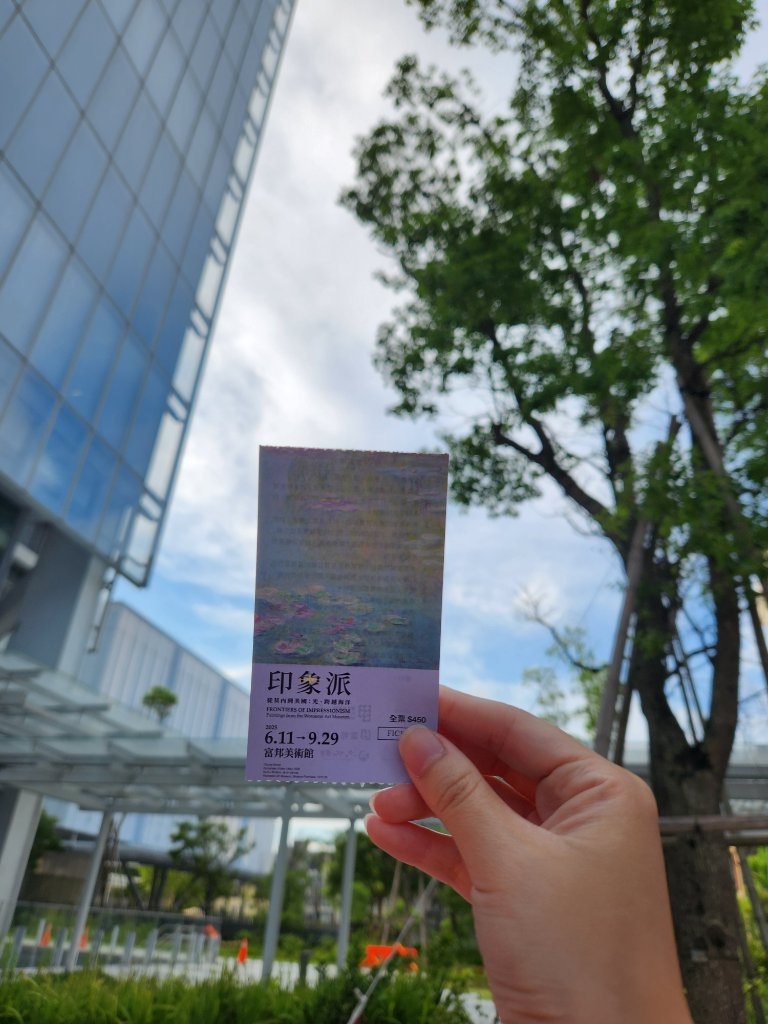 印象派
從莫內到美國：光，跨越海洋
FRONTIERS OF IMPRESSIONISM
Paintings from the Worcester Art Museum
全票 $450
2025
6.11→9.29
富邦美術館